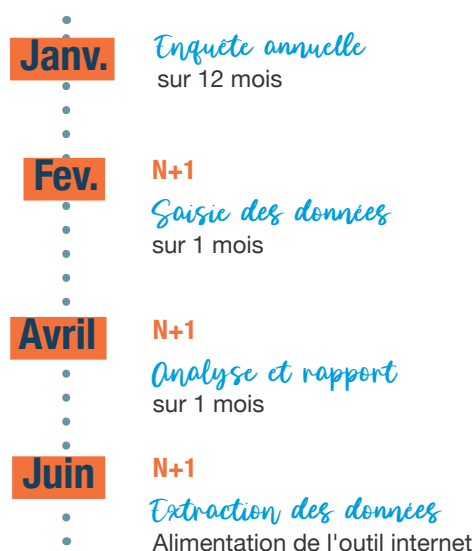 Janv.
Enquête annuelle
sur 12 mois
Fev.
N+1
Saisie des données
sur 1 mois
Avril
N+1
Analyse et rapport
sur 1 mois
Juin
N+1
Extraction des données
Alimentation de l'outil internet